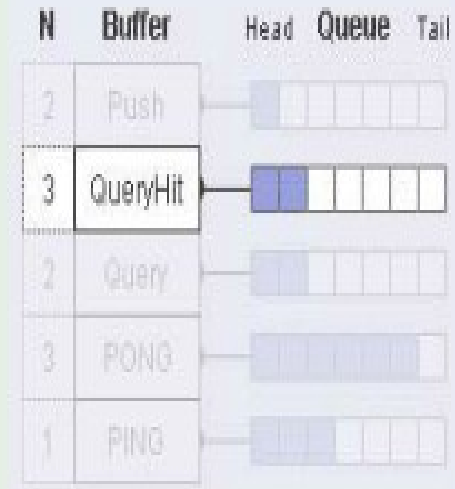 N Buffer Head Queue Tail
2 Push
3 QueryHit
2 Query
3 PONG
1 PING